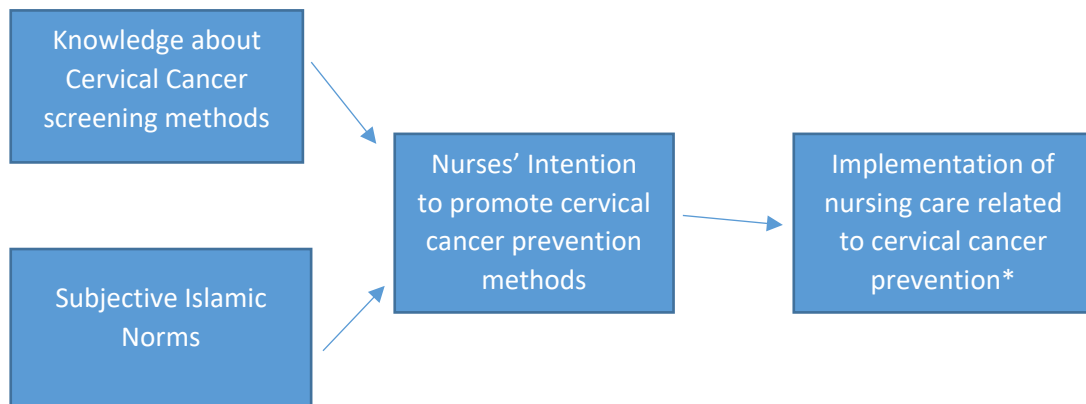 Knowledge about
Cervical Cancer
screening methods
Subjective Islamic
Norms
Nurses’ Intention
to promote cervical
cancer prevention
methods
Implementation of
nursing care related
to cervical cancer
prevention*